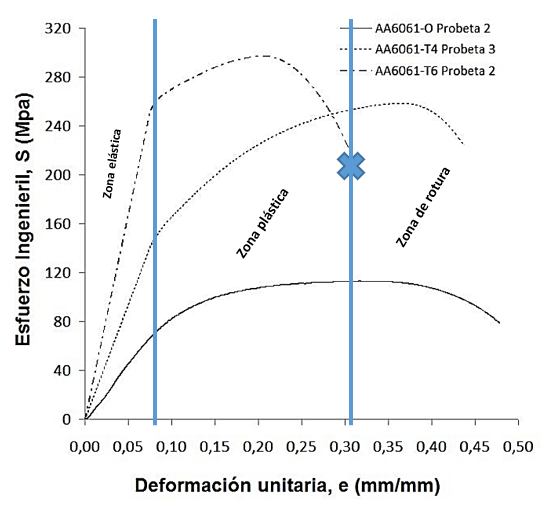 320
280
240
200
160
120
80
40
0
Esfuerzo Ingenieril, S (Mpa)
AA6061-O Probeta 2
AA6061-T4 Probeta 3
AA6061-T6 Probeta 2
Zona elástica
Zona plástica
Zona de rotura
0,00 0,05 0,10 0,15 0,20 0,25 0,30 0,35 0,40 0,45 0,50
Deformación unitaria, e (mm/mm)